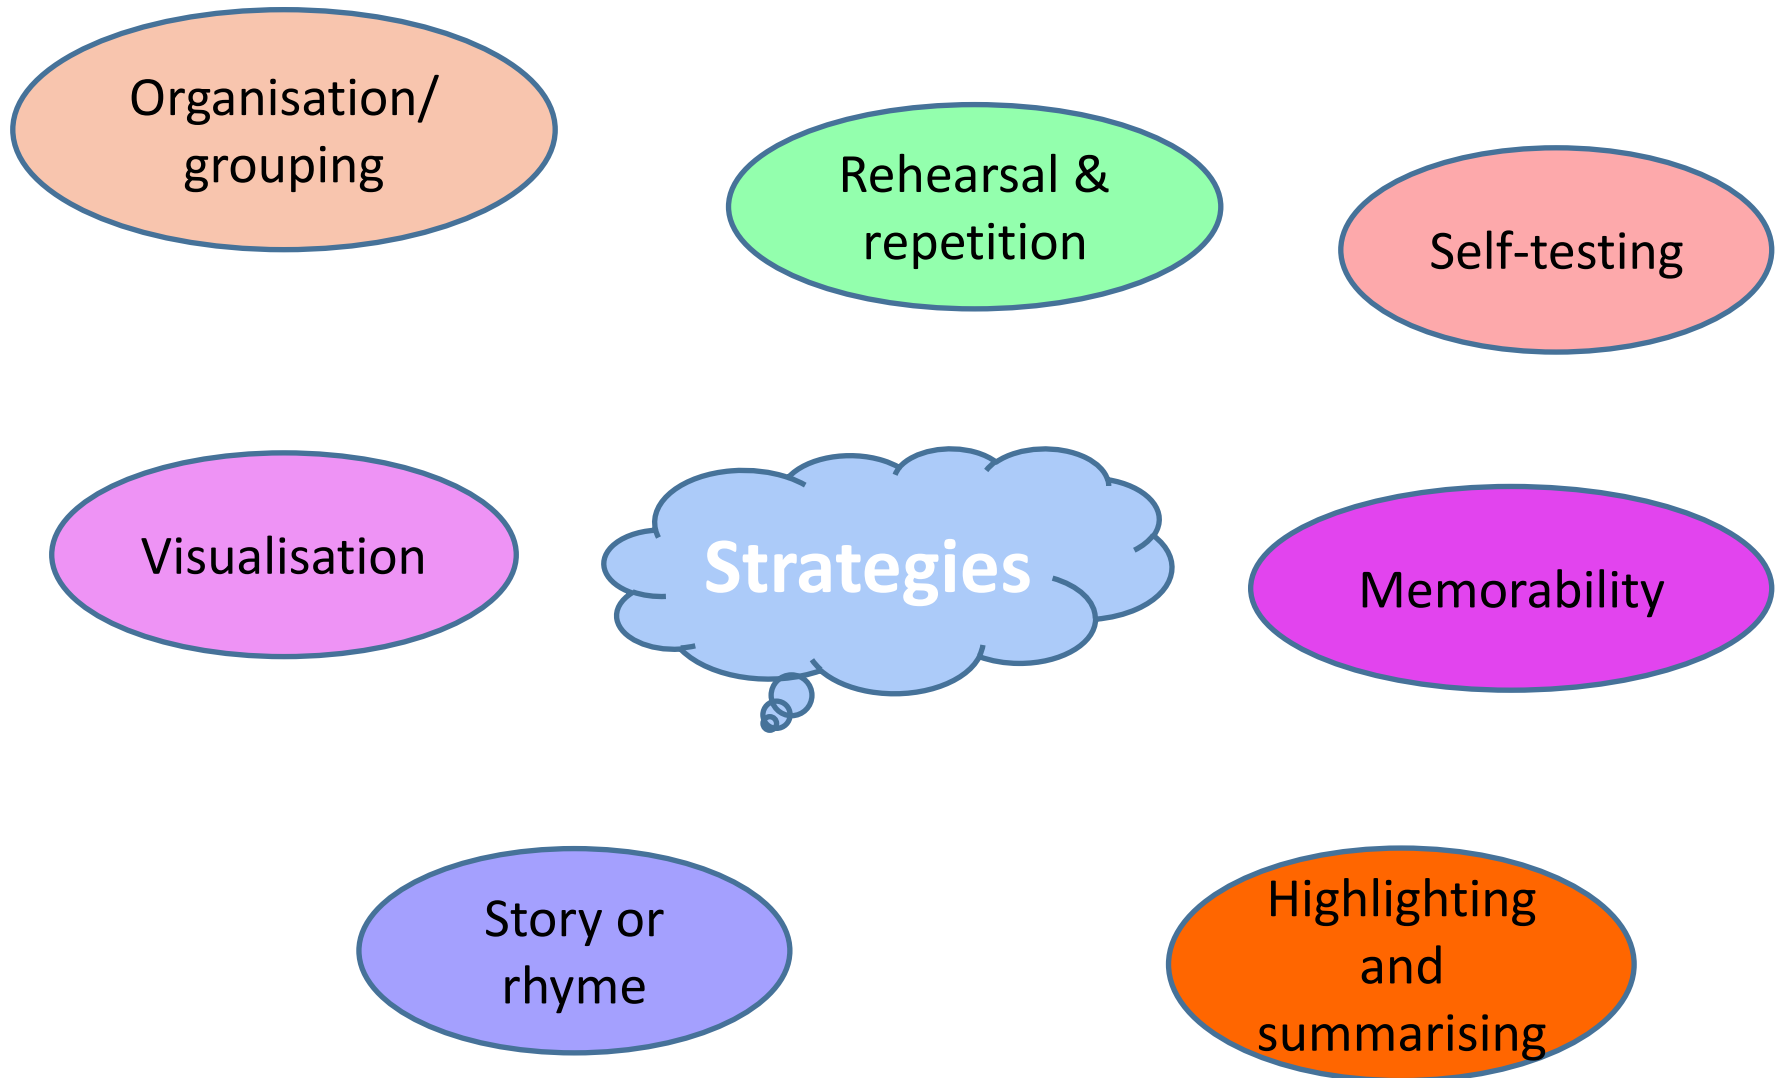 Organisation/
grouping
Rehearsal &
repetition
Self-testing
Visualisation
Strategies
Memorability
Story or
rhyme
Highlighting
and
summarising